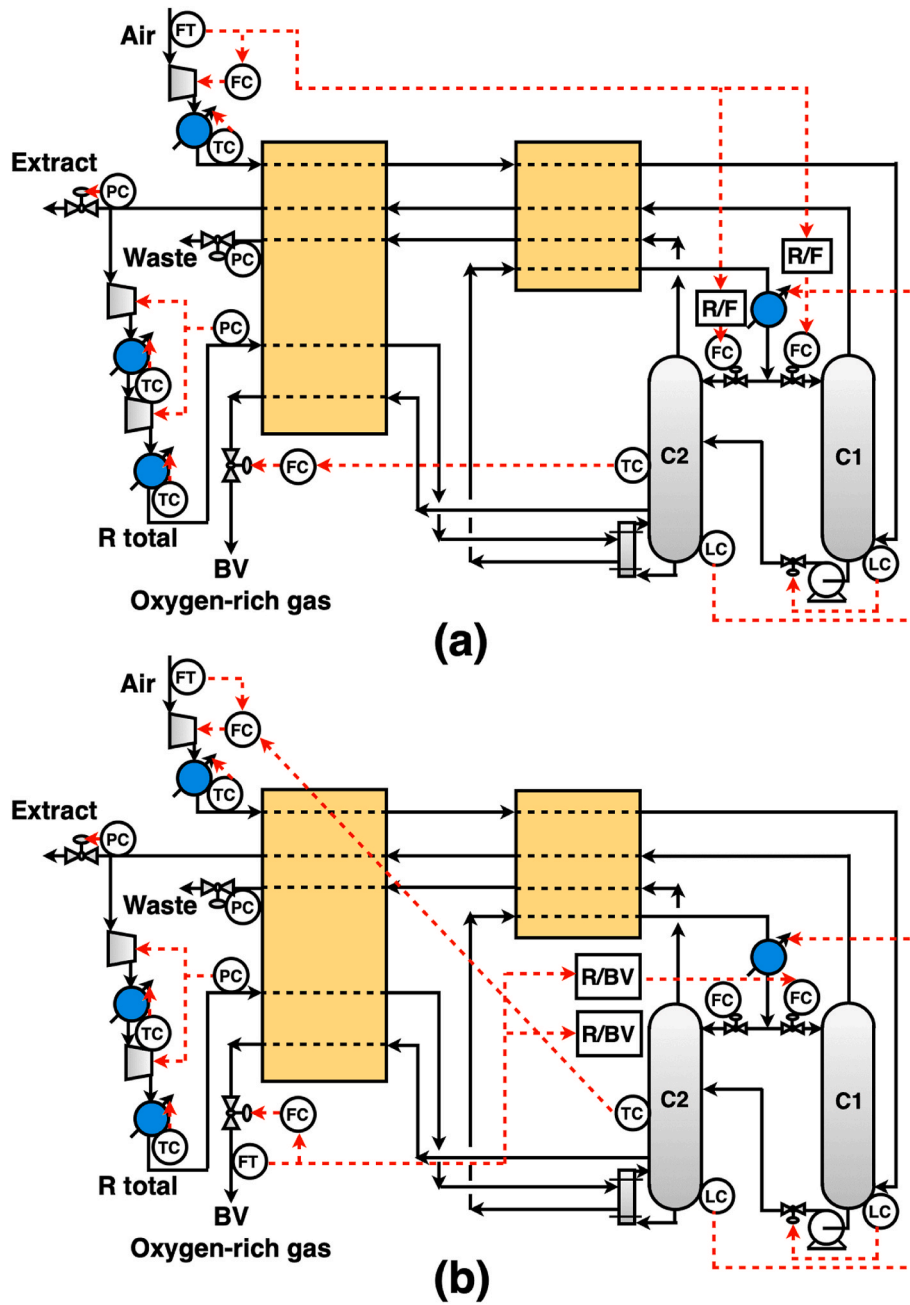 Air
FT
FC
TC
Extract
PC
Waste
PC
R/F
R/F
PC
FC
FC
TC
TC
FC
TC
C2
C1
R total
BV
Oxygen-rich gas
LC
LC
(a)
Air
FT
FC
TC
Extract
PC
Waste
PC
R/BV
PC
FC
FC
R/BV
TC
TC
FC
TC
C2
C1
FT
R total
BV
Oxygen-rich gas
LC
LC
(b)